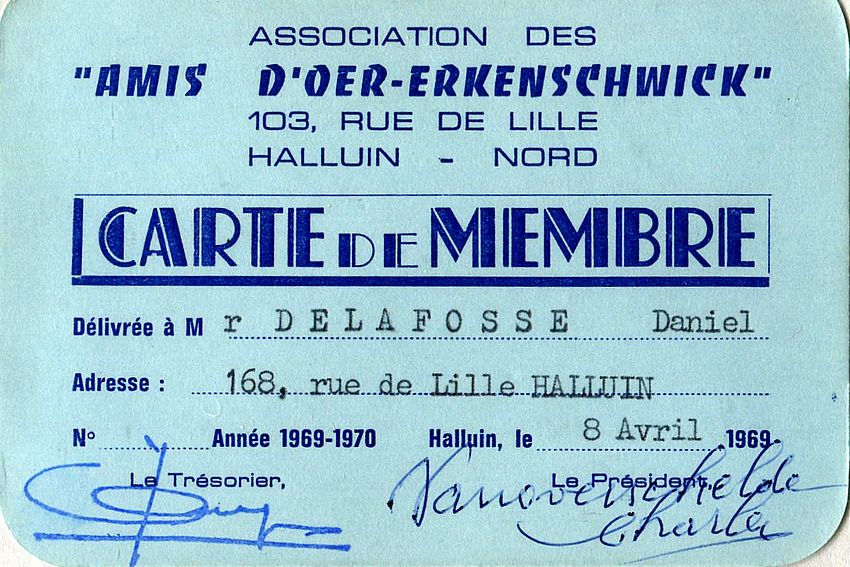 ASSOCIATION DES
"AMIS D'OER-ERKENSCHWICK"
103, RUE DE LILLE
HALLUIN - NORD
CARTE DE MEMBRE
Délivrée à M r DELAFOSSE Daniel
Adresse : 168, rue de Lille HALLUIN
N° Année 1969-1970 Halluin, le 8 Avril 1969
Le Trésorier, Le Président,
Charles